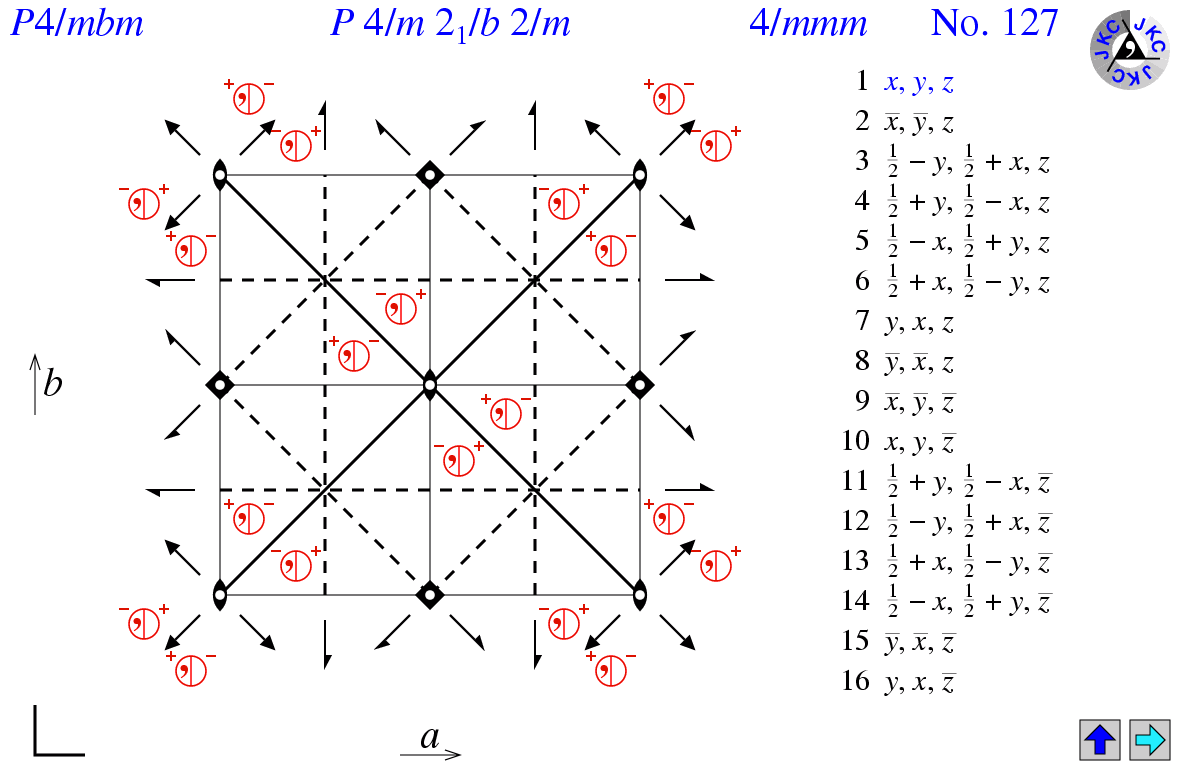 P4/mbm P 4/m 2₁/b 2/m 4/mmm No. 127
JKC JKC JKC
1 x, y, z
2 x̅, y̅, z
3 ½ − y, ½ + x, z
4 ½ + y, ½ − x, z
5 ½ − x, ½ + y, z
6 ½ + x, ½ − y, z
7 y, x, z
8 y̅, x̅, z
9 x̅, y̅, z̅
10 x, y, z̅
11 ½ + y, ½ − x, z̅
12 ½ − y, ½ + x, z̅
13 ½ + x, ½ − y, z̅
14 ½ − x, ½ + y, z̅
15 y̅, x̅, z̅
16 y, x, z̅
b
a